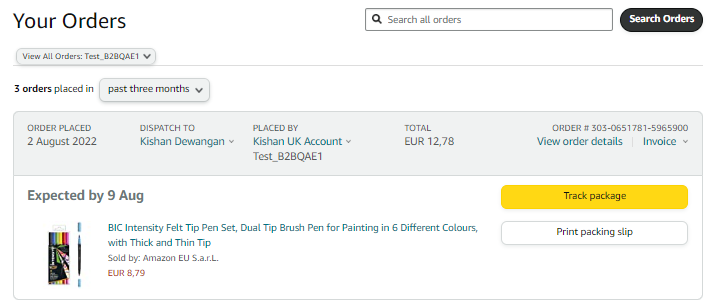 Your Orders
Search all orders
Search Orders
View All Orders: Test_B2BQAE1
3 orders placed in past three months
ORDER PLACED
2 August 2022
DISPATCH TO
Kishan Dewangan
PLACED BY
Kishan UK Account
Test_B2BQAE1
TOTAL
EUR 12,78
ORDER # 303-0651781-5965900
View order details
Invoice
Expected by 9 Aug
Track package
Print packing slip
BIC Intensity Felt Tip Pen Set, Dual Tip Brush Pen for Painting in 6 Different Colours,
with Thick and Thin Tip
Sold by: Amazon EU S.a.r.L.
EUR 8,79